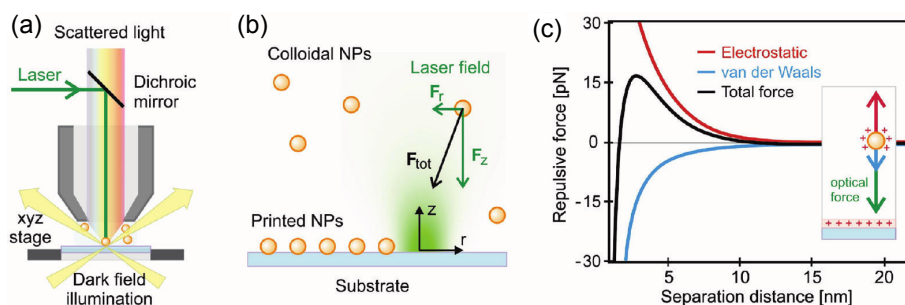 (a)
Scattered light
Laser
Dichroic
mirror
xyz
stage
Dark field
illumination
(b)
Colloidal NPs
Laser field
Fr
Ftot
Fz
Printed NPs
z
r
Substrate
(c)
30
15
0
-15
-30
Repulsive force [pN]
Electrostatic
van der Waals
Total force
+ +
+ +
+ +
optical
force
+ + + + + + + +
5
10
15
20
Separation distance [nm]